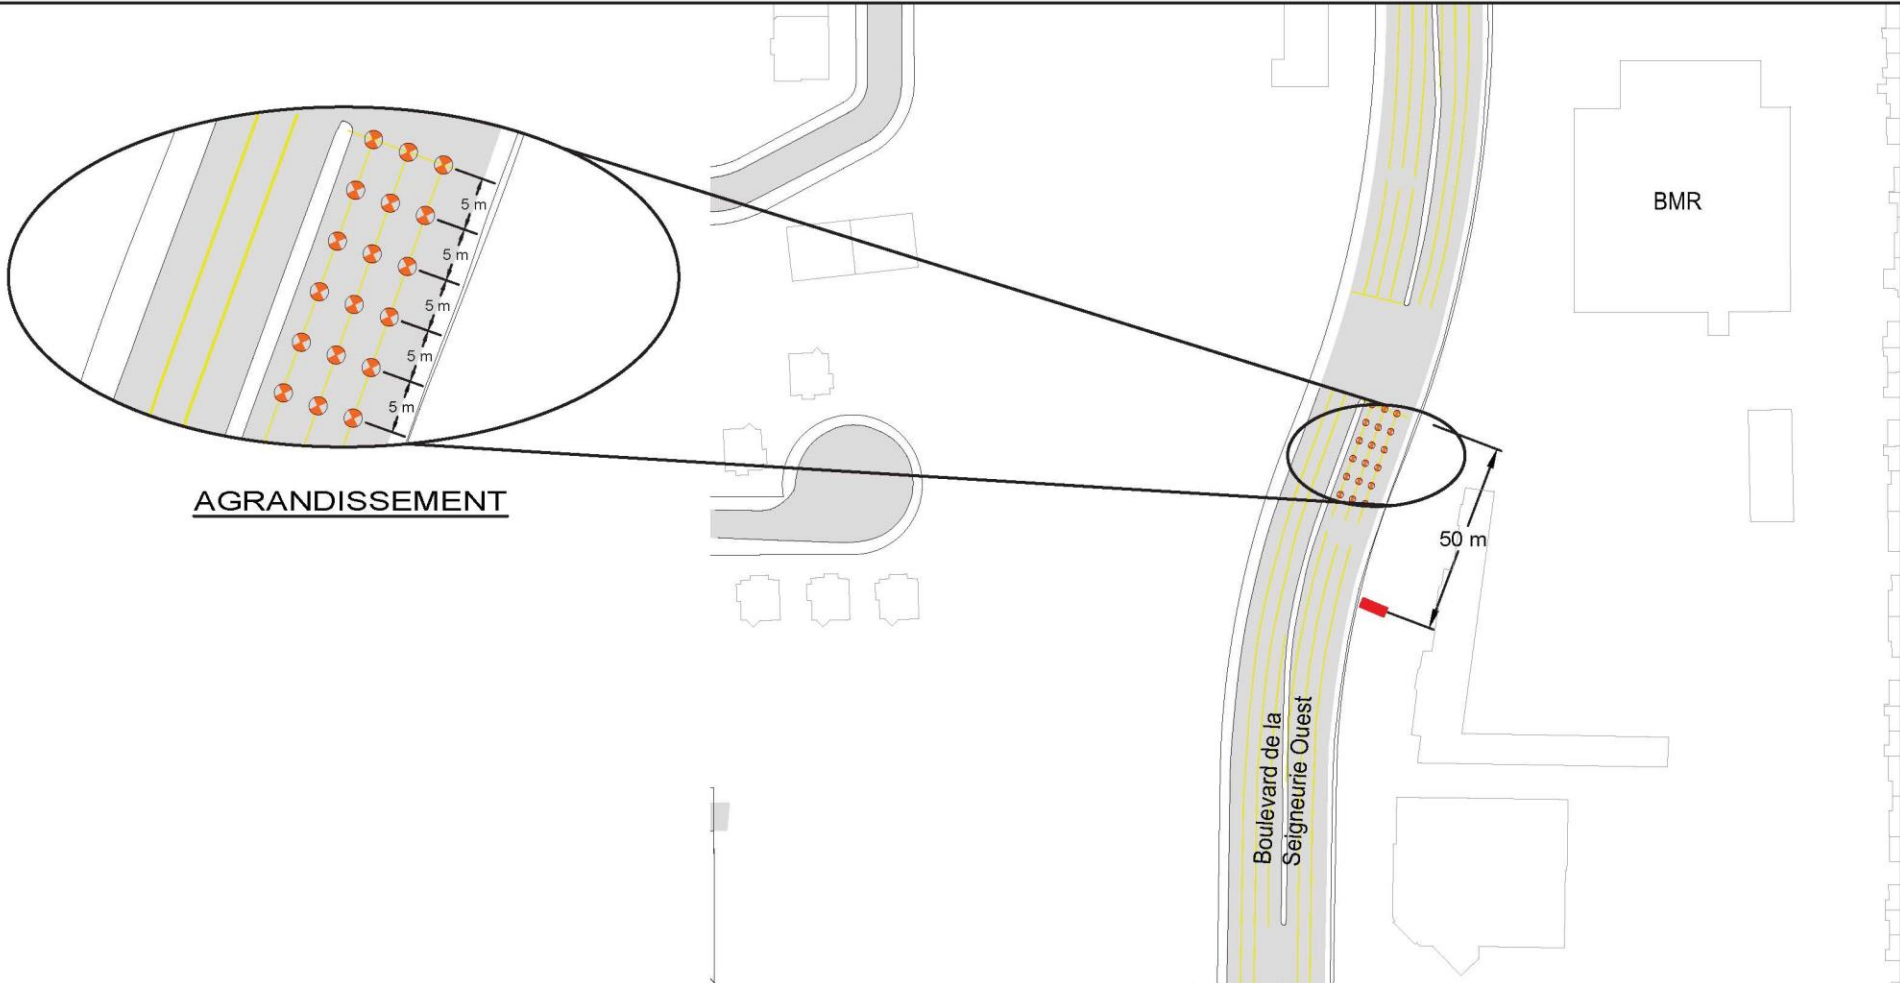 BMR
5 m
5 m
5 m
5 m
5 m
AGRANDISSEMENT
50 m
Boulevard de la
Seigneurie Ouest